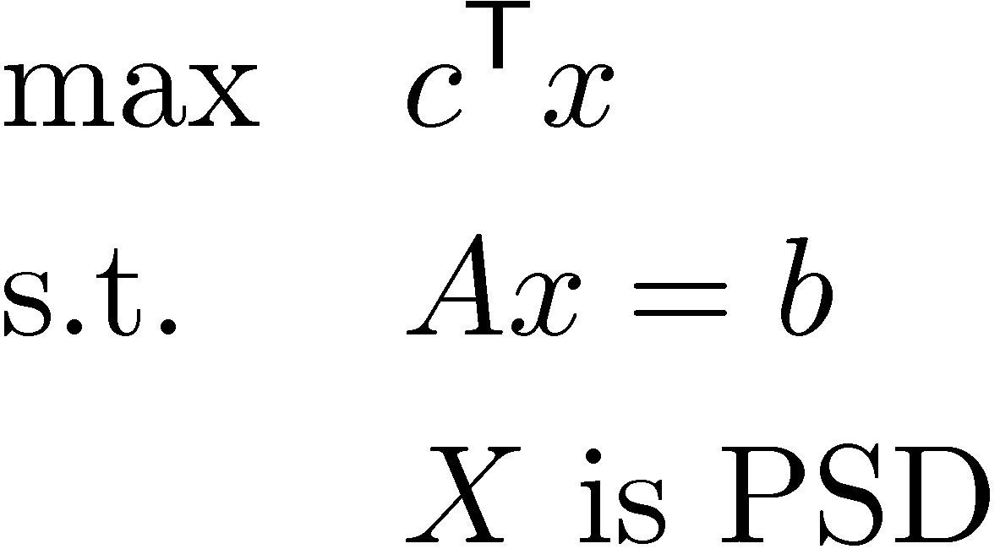 max c^⊤ x
s.t. Ax = b
X is PSD